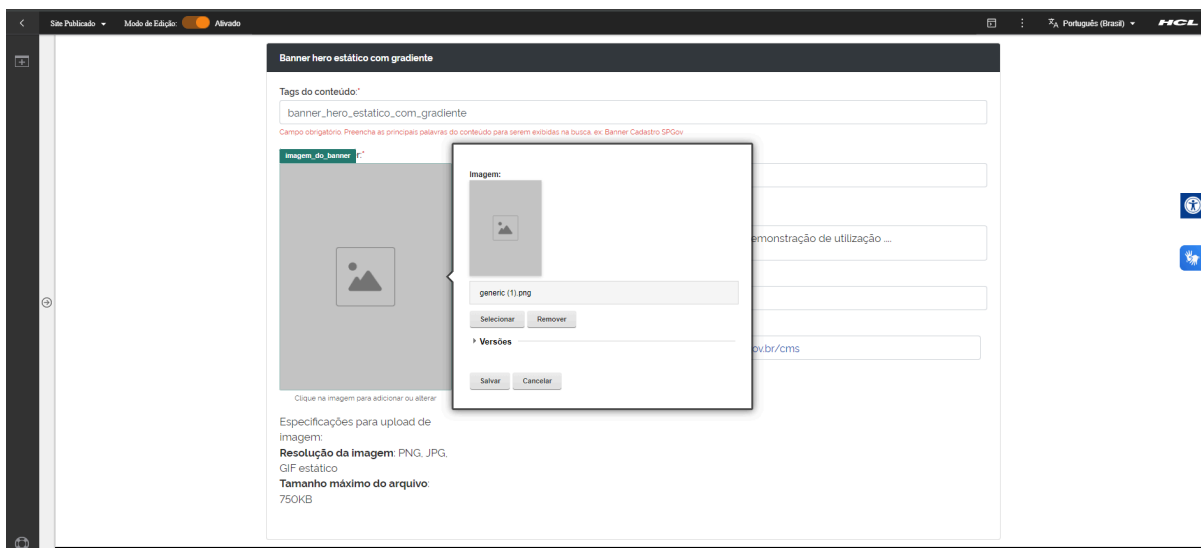 Site Publicado
Modo de Edição:
Ativado
Português (Brasil)
HCL
Banner hero estático com gradiente
Tags do conteúdo:*
banner_hero_estatico_com_gradiente
Campo obrigatório. Preencha as principais palavras do conteúdo para serem exibidas na busca. ex: Banner Cadastro SPGov
imagem_do_banner
r:*
Imagem:
generic (1).png
Selecionar
Remover
Versões
Salvar
Cancelar
emonstração de utilização ....
ov.br/cms
Clique na imagem para adicionar ou alterar
Especificações para upload de
imagem:
Resolução da imagem: PNG, JPG,
GIF estático
Tamanho máximo do arquivo:
750KB